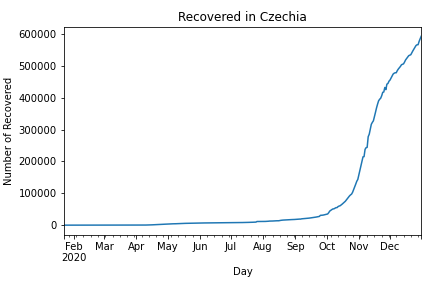 Recovered in Czechia
600000
500000
400000
300000
200000
100000
0
Number of Recovered
Feb Mar Apr May Jun Jul Aug Sep Oct Nov Dec
2020
Day